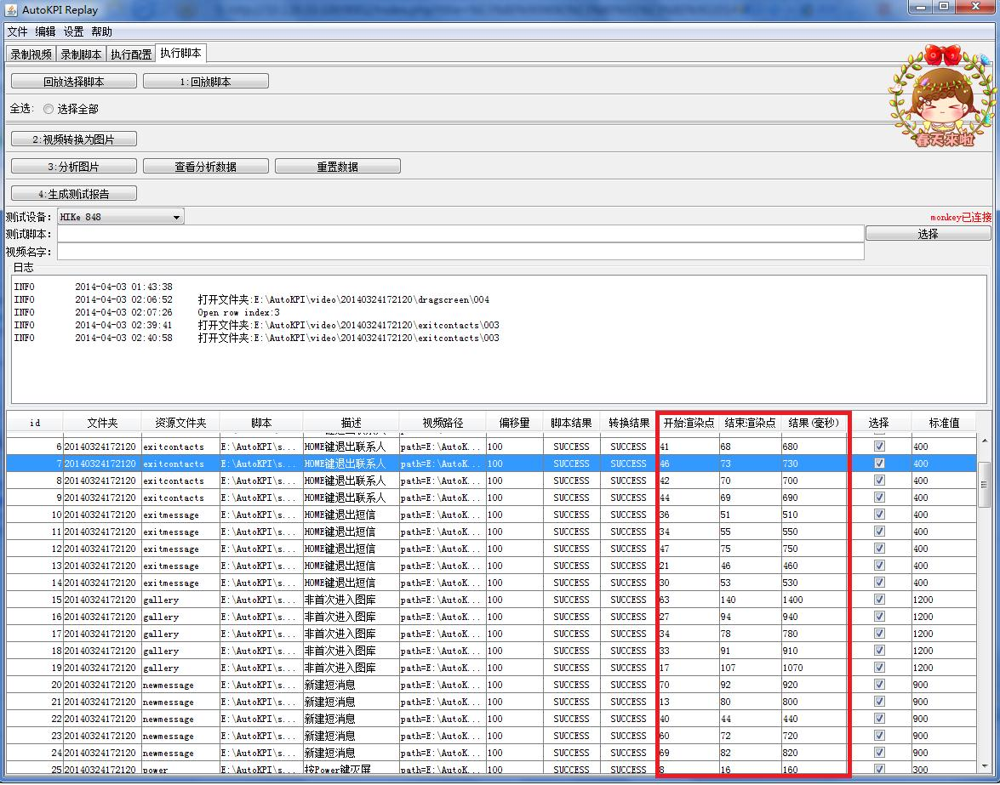 AutoKPI Replay
文件 编辑 设置 帮助
录制视频 录制脚本 执行配置 执行脚本
回放选择脚本 1:回放脚本
全选: 选择全部
春天来啦
2:视频转换为图片
3:分析图片 查看分析数据 重置数据
4:生成测试报告
测试设备: HIKe 848 monkey已连接
测试脚本: 选择
视频名字:
日志
INFO 2014-04-03 01:43:38
INFO 2014-04-03 02:06:52 打开文件夹:E:\AutoKPI\video\20140324172120\dragscreen\004
INFO 2014-04-03 02:07:26 Open row index:3
INFO 2014-04-03 02:39:41 打开文件夹:E:\AutoKPI\video\20140324172120\exitcontacts\003
INFO 2014-04-03 02:40:58 打开文件夹:E:\AutoKPI\video\20140324172120\exitcontacts\003
id 文件夹 资源文件夹 脚本 描述 视频路径 偏移量 脚本结果 转换结果 开始渲染点 结束渲染点 结果(毫秒) 选择 标准值
6 20140324172120 exitcontacts E:\AutoKPI\s... HOME键退出联系人 path=E:\AutoK... 100 SUCCESS SUCCESS 41 68 680 400
7 20140324172120 exitcontacts E:\AutoKPI\s... HOME键退出联系人 path=E:\AutoK... 100 SUCCESS SUCCESS 46 73 730 400
8 20140324172120 exitcontacts E:\AutoKPI\s... HOME键退出联系人 path=E:\AutoK... 100 SUCCESS SUCCESS 42 70 700 400
9 20140324172120 exitcontacts E:\AutoKPI\s... HOME键退出联系人 path=E:\AutoK... 100 SUCCESS SUCCESS 44 69 690 400
10 20140324172120 exitmessage E:\AutoKPI\s... HOME键退出短信 path=E:\AutoK... 100 SUCCESS SUCCESS 36 51 510 400
11 20140324172120 exitmessage E:\AutoKPI\s... HOME键退出短信 path=E:\AutoK... 100 SUCCESS SUCCESS 34 55 550 400
12 20140324172120 exitmessage E:\AutoKPI\s... HOME键退出短信 path=E:\AutoK... 100 SUCCESS SUCCESS 47 75 750 400
13 20140324172120 exitmessage E:\AutoKPI\s... HOME键退出短信 path=E:\AutoK... 100 SUCCESS SUCCESS 21 46 460 400
14 20140324172120 exitmessage E:\AutoKPI\s... HOME键退出短信 path=E:\AutoK... 100 SUCCESS SUCCESS 30 53 530 400
15 20140324172120 gallery E:\AutoKPI\s... 非首次进入图库 path=E:\AutoK... 100 SUCCESS SUCCESS 63 140 1400 1200
16 20140324172120 gallery E:\AutoKPI\s... 非首次进入图库 path=E:\AutoK... 100 SUCCESS SUCCESS 27 94 940 1200
17 20140324172120 gallery E:\AutoKPI\s... 非首次进入图库 path=E:\AutoK... 100 SUCCESS SUCCESS 34 78 780 1200
18 20140324172120 gallery E:\AutoKPI\s... 非首次进入图库 path=E:\AutoK... 100 SUCCESS SUCCESS 33 91 910 1200
19 20140324172120 gallery E:\AutoKPI\s... 非首次进入图库 path=E:\AutoK... 100 SUCCESS SUCCESS 17 107 1070 1200
20 20140324172120 newmessage E:\AutoKPI\s... 新建短消息 path=E:\AutoK... 100 SUCCESS SUCCESS 70 92 920 900
21 20140324172120 newmessage E:\AutoKPI\s... 新建短消息 path=E:\AutoK... 100 SUCCESS SUCCESS 13 80 800 900
22 20140324172120 newmessage E:\AutoKPI\s... 新建短消息 path=E:\AutoK... 100 SUCCESS SUCCESS 40 44 440 900
23 20140324172120 newmessage E:\AutoKPI\s... 新建短消息 path=E:\AutoK... 100 SUCCESS SUCCESS 60 72 720 900
24 20140324172120 newmessage E:\AutoKPI\s... 新建短消息 path=E:\AutoK... 100 SUCCESS SUCCESS 69 82 820 900
25 20140324172120 power E:\AutoKPI\s... 按Power键灭屏 path=E:\AutoK... 100 SUCCESS SUCCESS 8 16 160 300